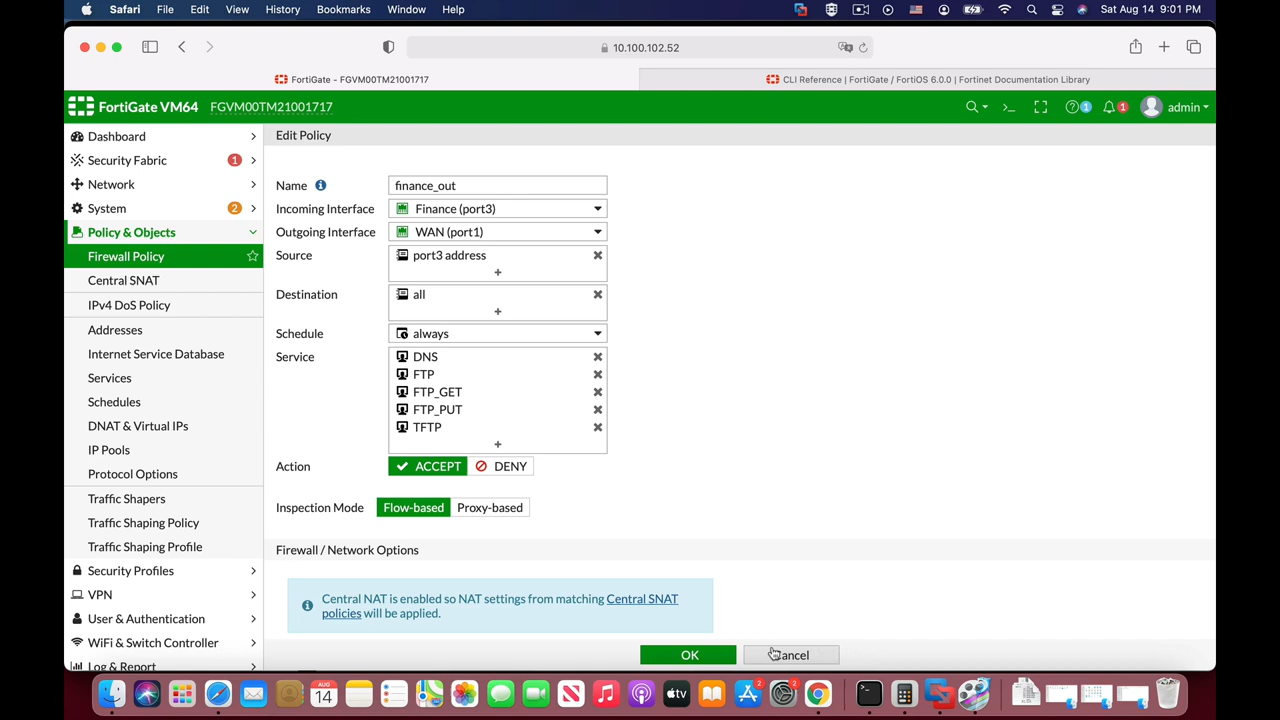 Safari File Edit View History Bookmarks Window Help Sat Aug 14 9:01 PM
10.100.102.52
FortiGate - FGVM00TM21001717
CLI Reference | FortiGate / FortiOS 6.0.0 | Fortinet Documentation Library
FortiGate VM64 FGVM00TM21001717
1 1 admin
Dashboard
Security Fabric 1
Network
System 2
Policy & Objects
Firewall Policy
Central SNAT
IPv4 DoS Policy
Addresses
Internet Service Database
Services
Schedules
DNAT & Virtual IPs
IP Pools
Protocol Options
Traffic Shapers
Traffic Shaping Policy
Traffic Shaping Profile
Security Profiles
VPN
User & Authentication
WiFi & Switch Controller
Log & Report
Edit Policy
Name finance_out
Incoming Interface Finance (port3)
Outgoing Interface WAN (port1)
Source port3 address
+
Destination all
+
Schedule always
Service DNS
FTP
FTP_GET
FTP_PUT
TFTP
+
Action ACCEPT DENY
Inspection Mode Flow-based Proxy-based
Firewall / Network Options
Central NAT is enabled so NAT settings from matching Central SNAT
policies will be applied.
OK Cancel
AUG
14
tv
2
2